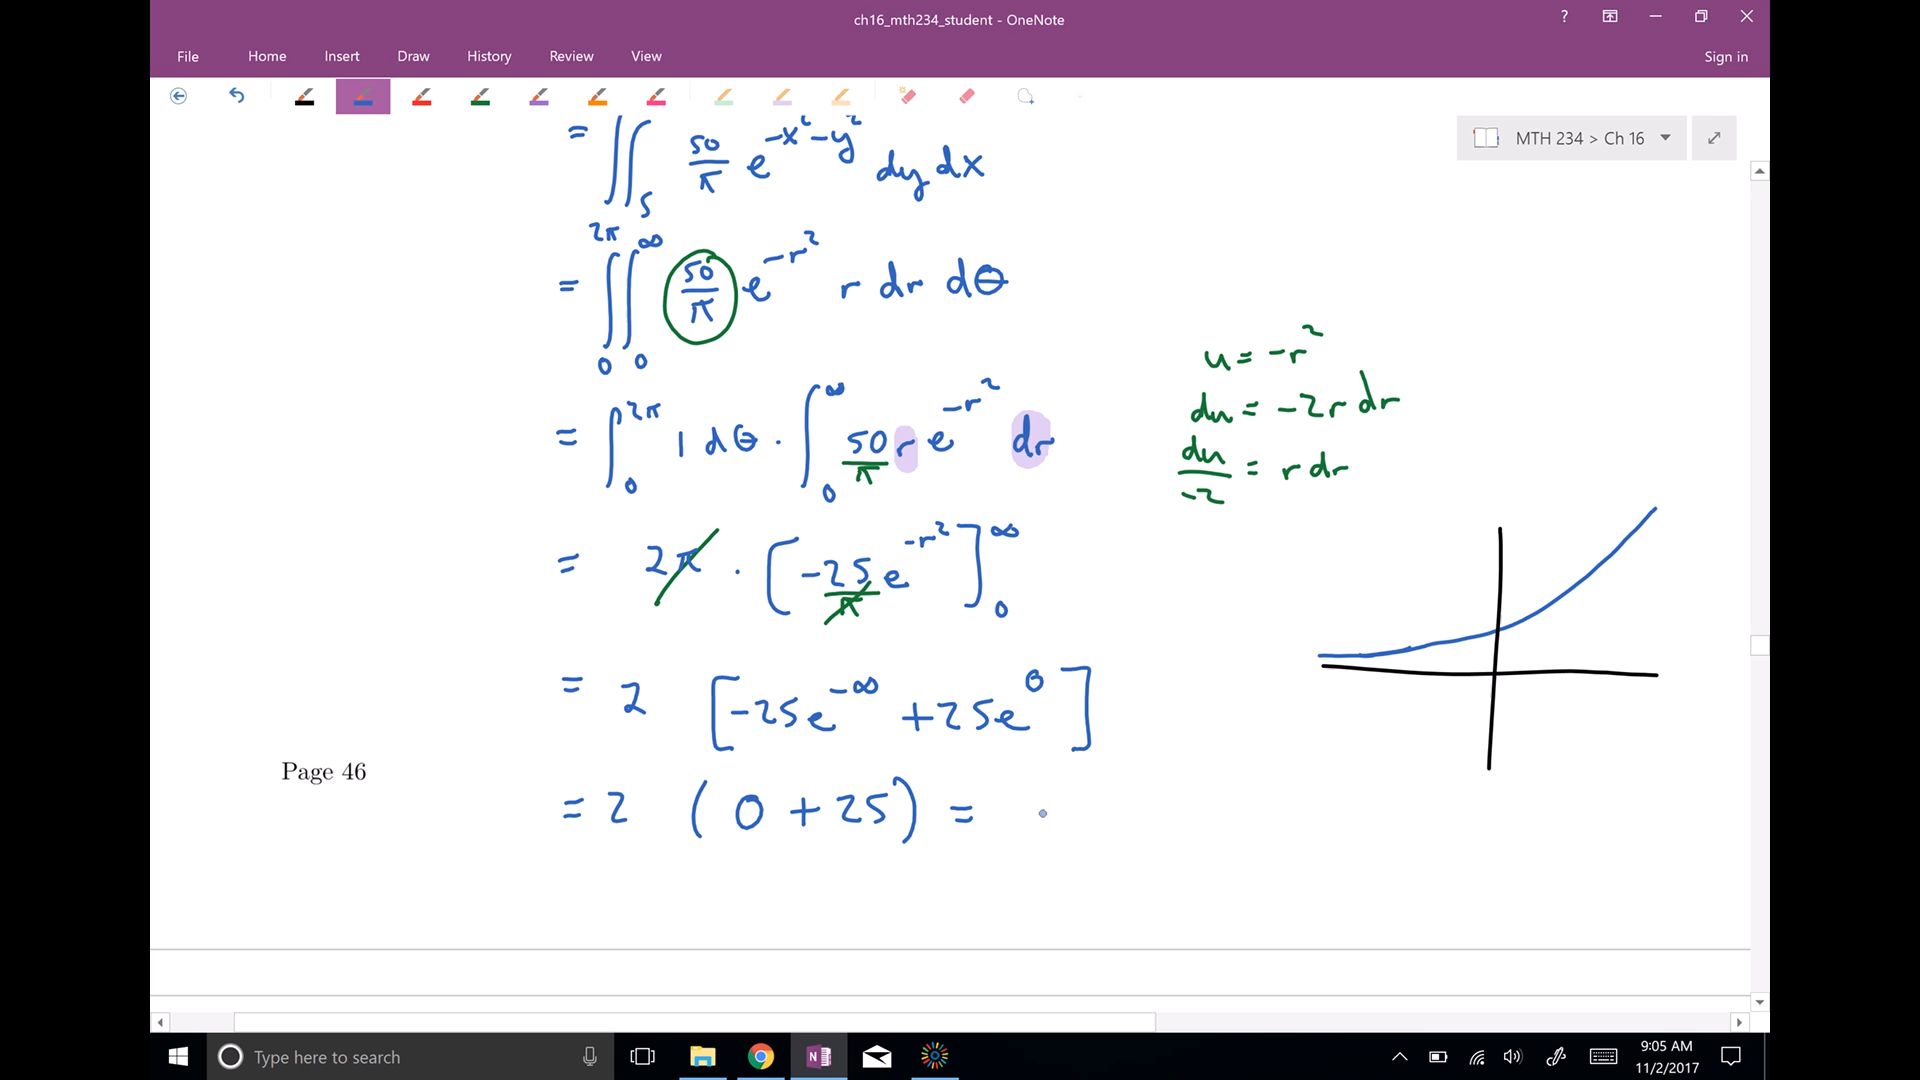 ch16_mth234_student - OneNote
?
File Home Insert Draw History Review View Sign in
MTH 234 > Ch 16
= ∬_S 50/π e^(-x²-y²) dy dx
= ∫_0^2π ∫_0^∞ 50/π e^(-r²) r dr dθ
u = -r²
du = -2r dr
du/-2 = r dr
= ∫_0^2π 1 dθ · ∫_0^∞ 50/π r e^(-r²) dr
= 2π · [-25/π e^(-r²)]_0^∞
= 2 [-25e^(-∞) + 25e^0]
Page 46
= 2 ( 0 + 25 ) =
Type here to search
9:05 AM
11/2/2017